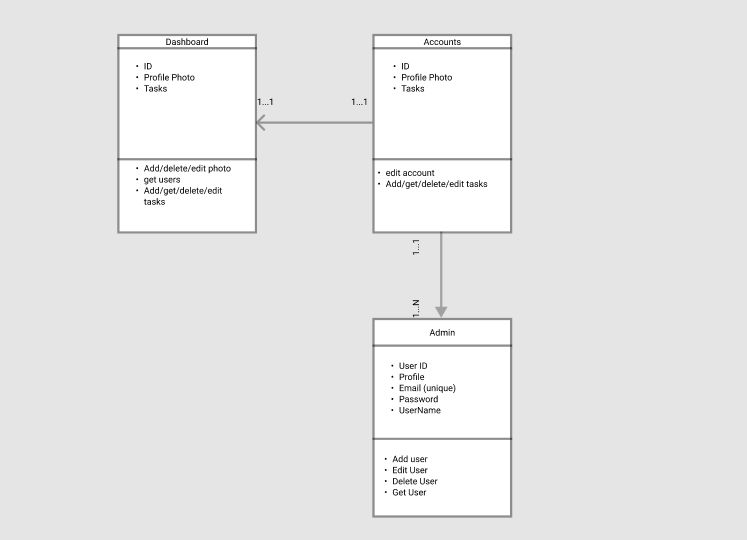 Dashboard
• ID
• Profile Photo
• Tasks
• Add/delete/edit photo
• get users
• Add/get/delete/edit
tasks
1...1
1...1
Accounts
• ID
• Profile Photo
• Tasks
• edit account
• Add/get/delete/edit tasks
1...1
1...N
Admin
• User ID
• Profile
• Email (unique)
• Password
• UserName
• Add user
• Edit User
• Delete User
• Get User